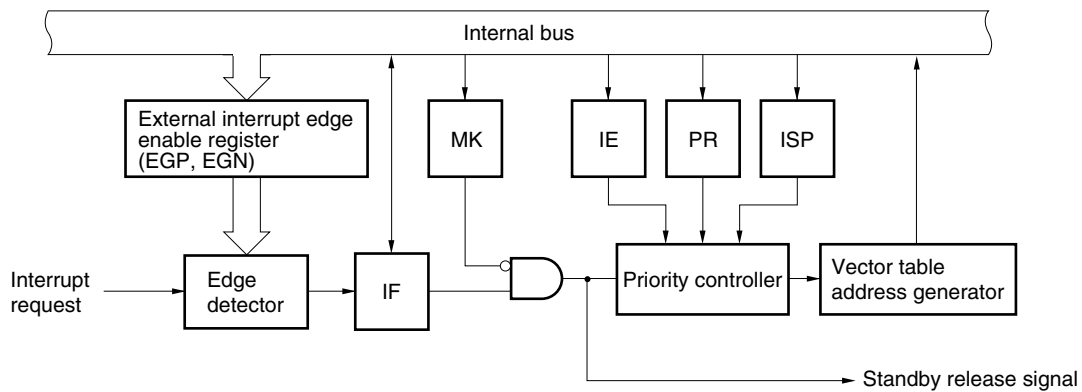 Internal bus
External interrupt edge
enable register
(EGP, EGN)
MK
IE
PR
ISP
Interrupt
request
Edge
detector
IF
Priority controller
Vector table
address generator
Standby release signal